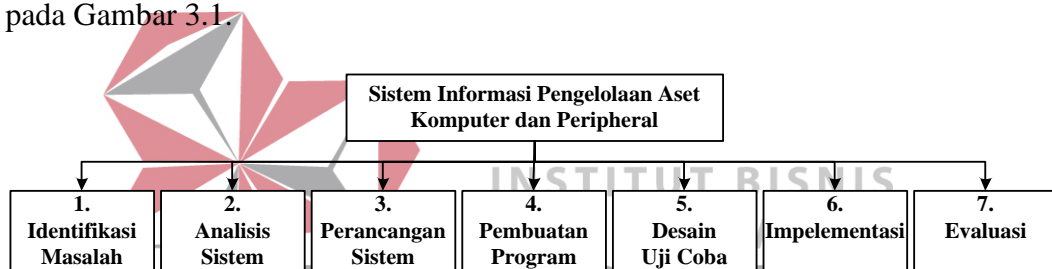 pada Gambar 3.1.
Sistem Informasi Pengelolaan Aset
Komputer dan Peripheral
INSTITUT BISNIS
1.
Identifikasi
Masalah
2.
Analisis
Sistem
3.
Perancangan
Sistem
4.
Pembuatan
Program
5.
Desain
Uji Coba
6.
Impelementasi
7.
Evaluasi